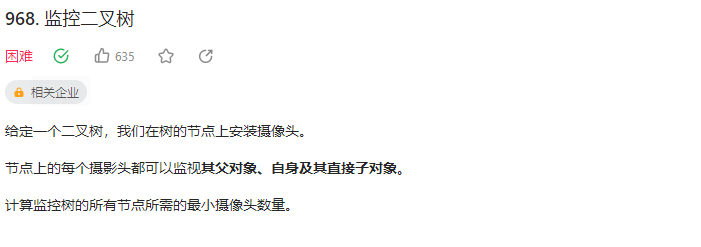 968. 监控二叉树
困难 635
相关企业
给定一个二叉树，我们在树的节点上安装摄像头。
节点上的每个摄影头都可以监视其父对象、自身及其直接子对象。
计算监控树的所有节点所需的最小摄像头数量。